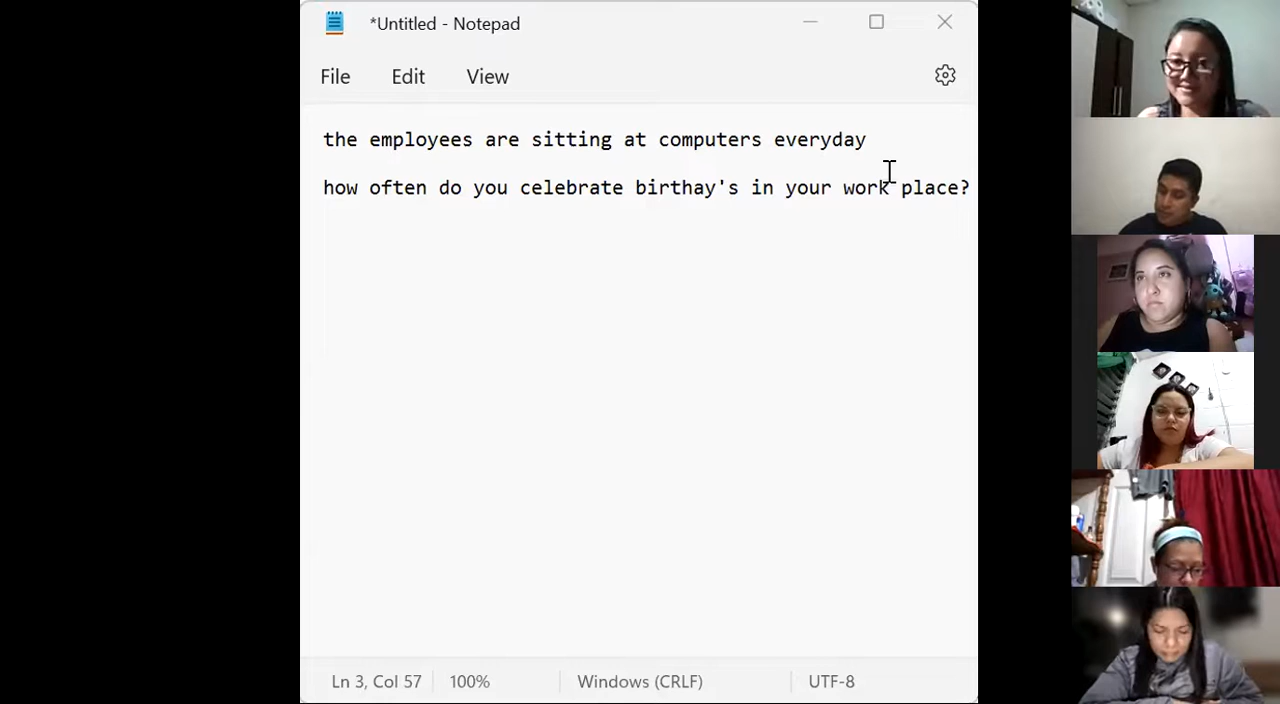 *Untitled - Notepad
File Edit View
the employees are sitting at computers everyday
how often do you celebrate birthay's in your work place?
Ln 3, Col 57 100% Windows (CRLF) UTF-8